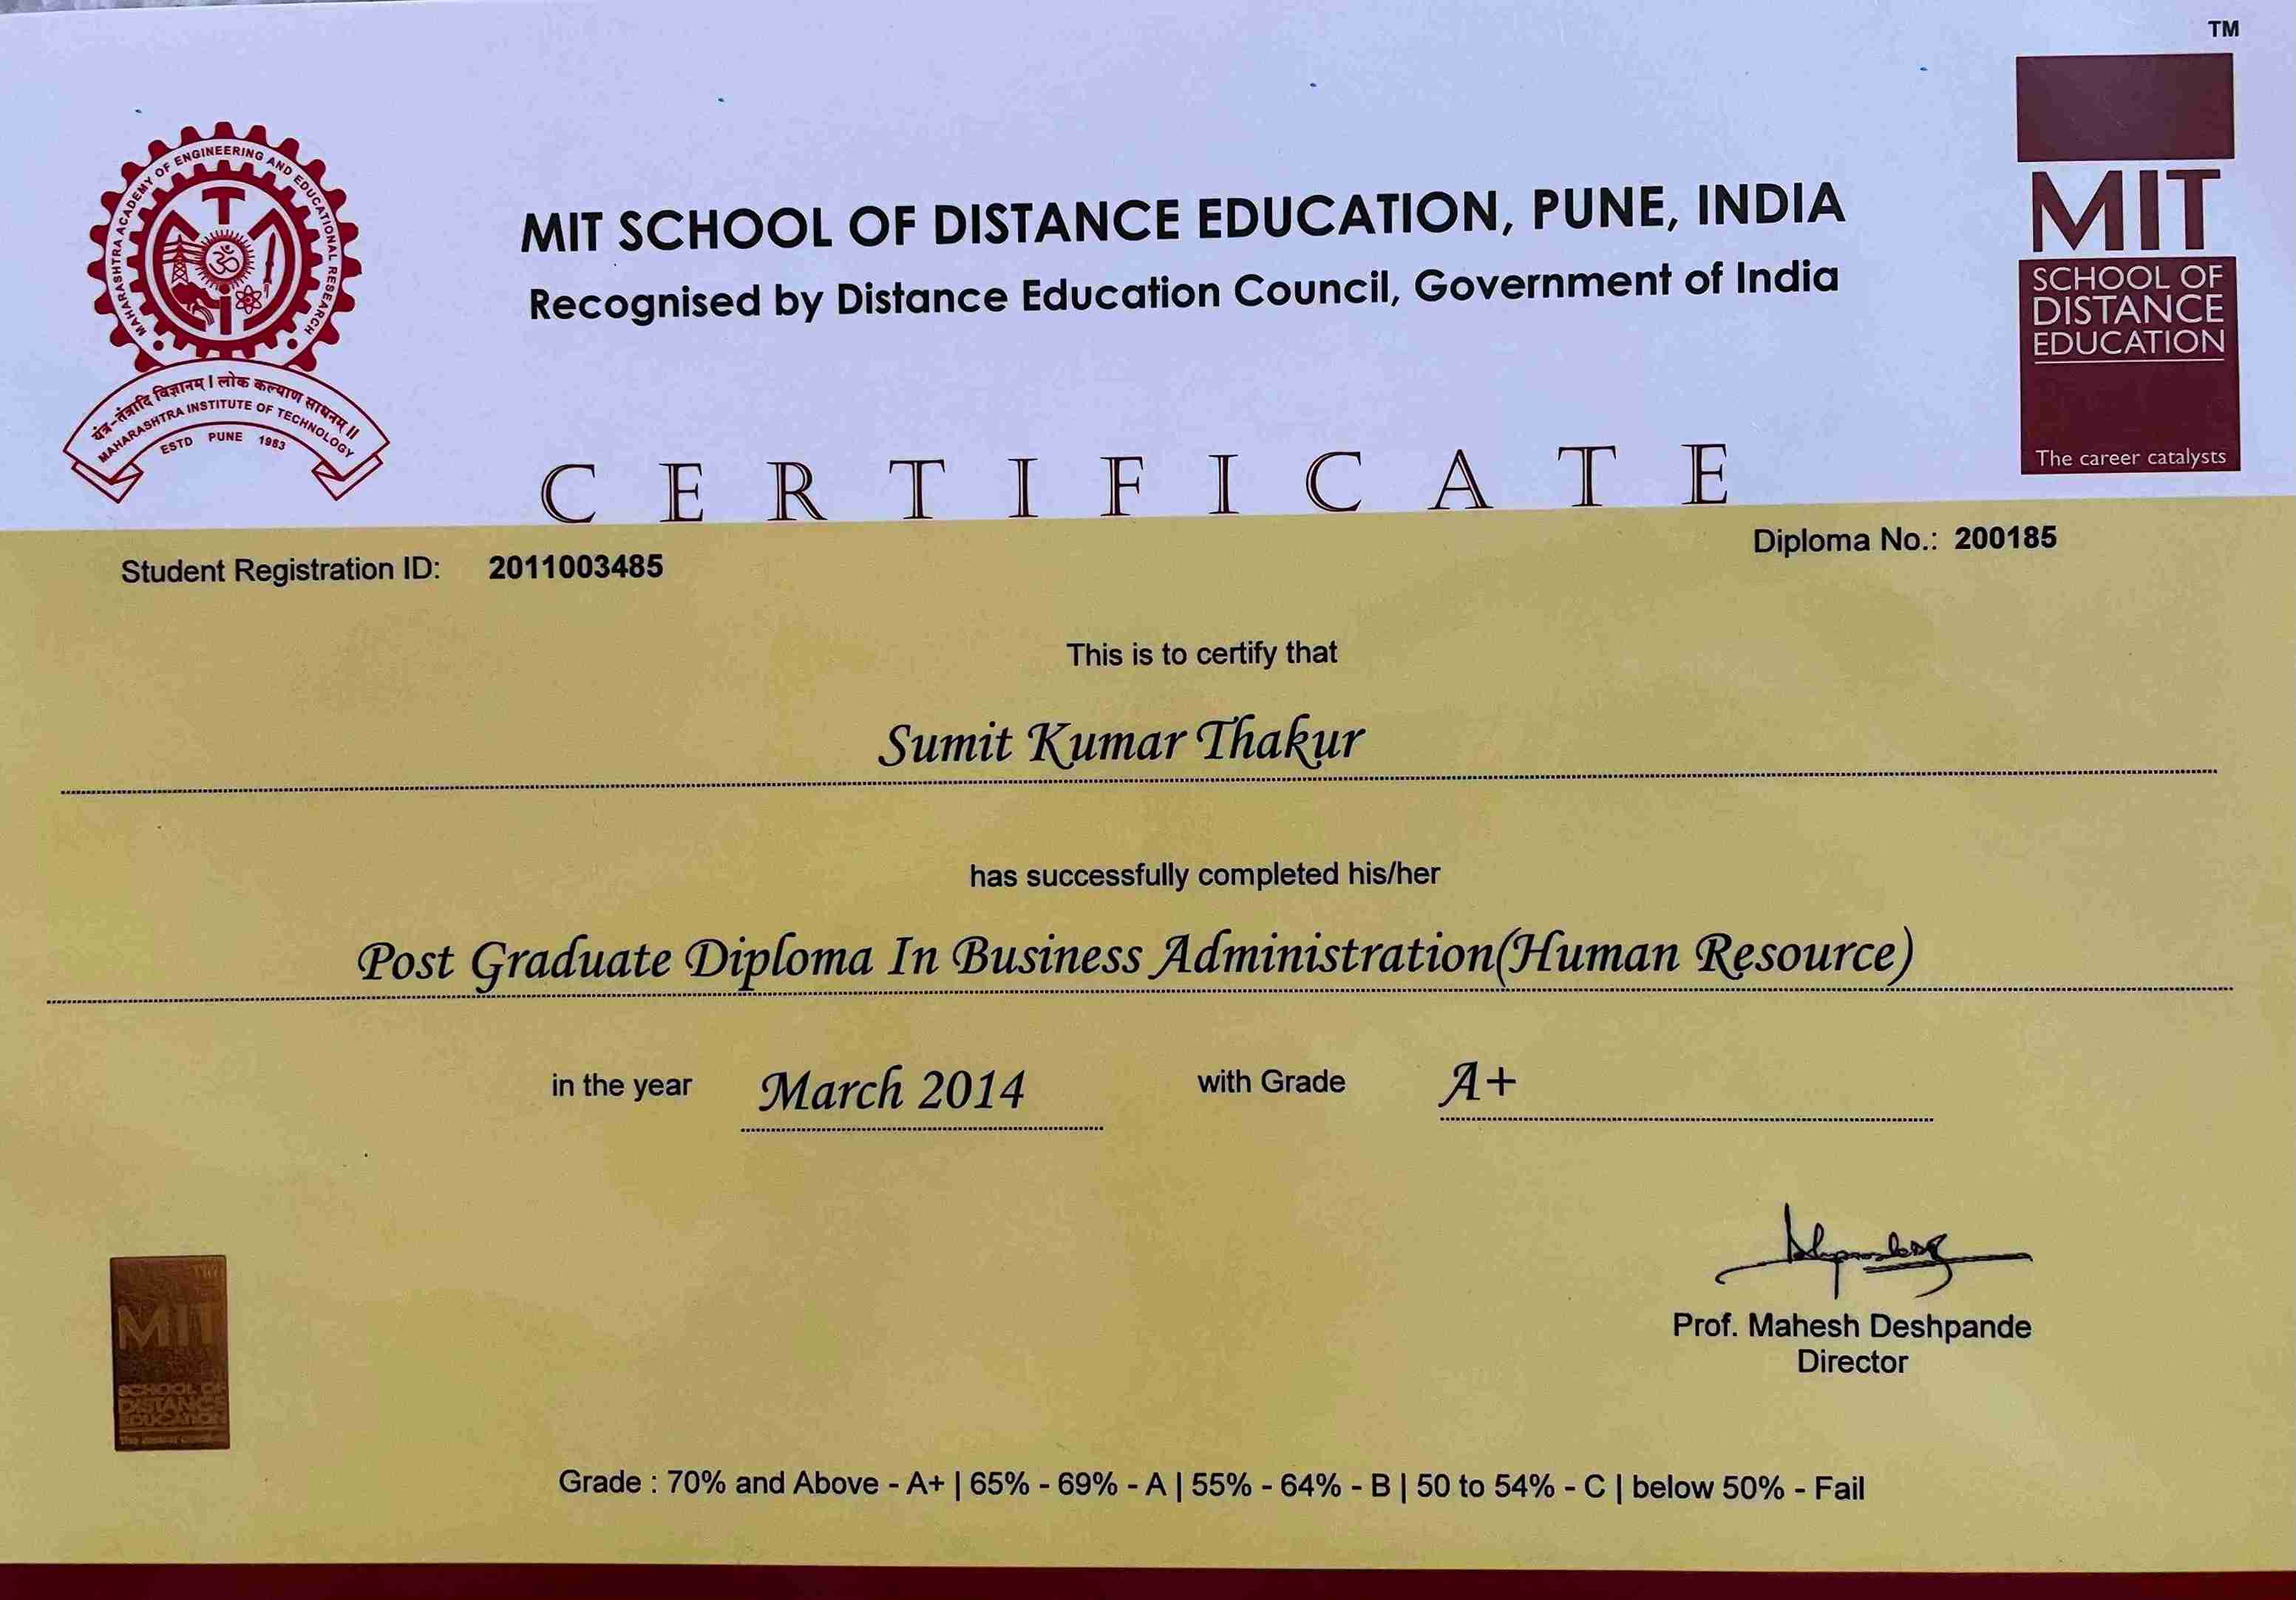 TM
MAHARASHTRA ACADEMY OF ENGINEERING AND EDUCATIONAL RESEARCH
MIT
ॐ
यंत्र-तंत्रादि विज्ञानम् । लोक कल्याण साधनम् ॥
MAHARASHTRA INSTITUTE OF TECHNOLOGY
ESTD PUNE 1983
MIT SCHOOL OF DISTANCE EDUCATION, PUNE, INDIA
Recognised by Distance Education Council, Government of India
MIT
SCHOOL OF
DISTANCE
EDUCATION
The career catalysts
CERTIFICATE
Student Registration ID: 2011003485
Diploma No.: 200185
This is to certify that
Sumit Kumar Thakur
has successfully completed his/her
Post Graduate Diploma In Business Administration(Human Resource)
in the year March 2014 with Grade A+
Prof. Mahesh Deshpande
Director
MIT
SCHOOL OF
DISTANCE
EDUCATION
Grade : 70% and Above - A+ | 65% - 69% - A | 55% - 64% - B | 50 to 54% - C | below 50% - Fail